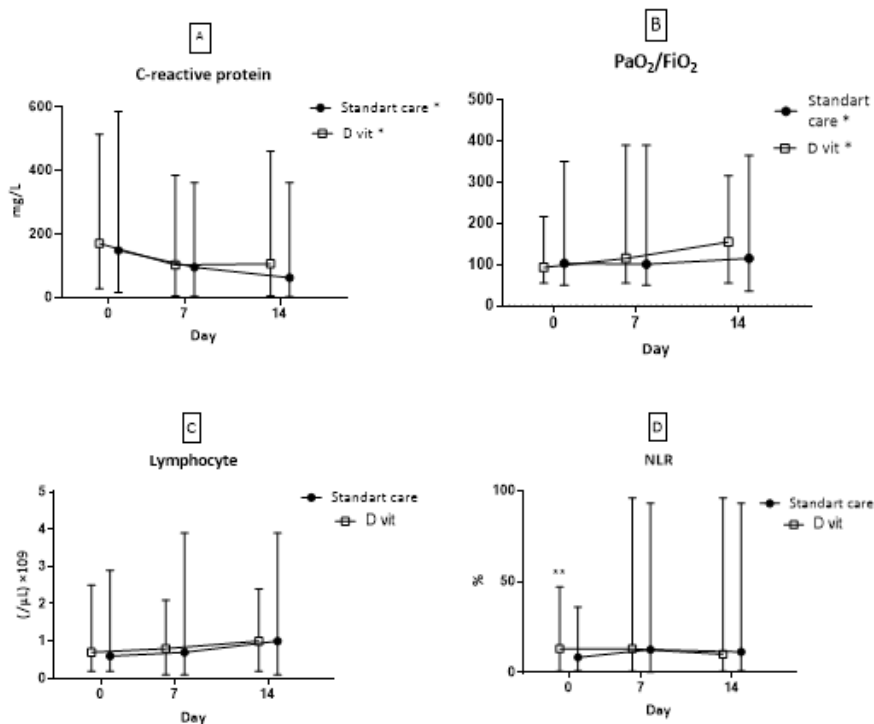 A
C-reactive protein
600
400
200
0
mg/L
0 7 14
Day
Standart care *
D vit *
B
PaO₂/FiO₂
500
400
300
200
100
0
0 7 14
Day
Standart
care *
D vit *
C
Lymphocyte
5
4
3
2
1
0
(/µL) ×109
0 7 14
Day
Standart care
D vit
D
NLR
100
50
0
%
**
0 7 14
Day
Standart care
D vit